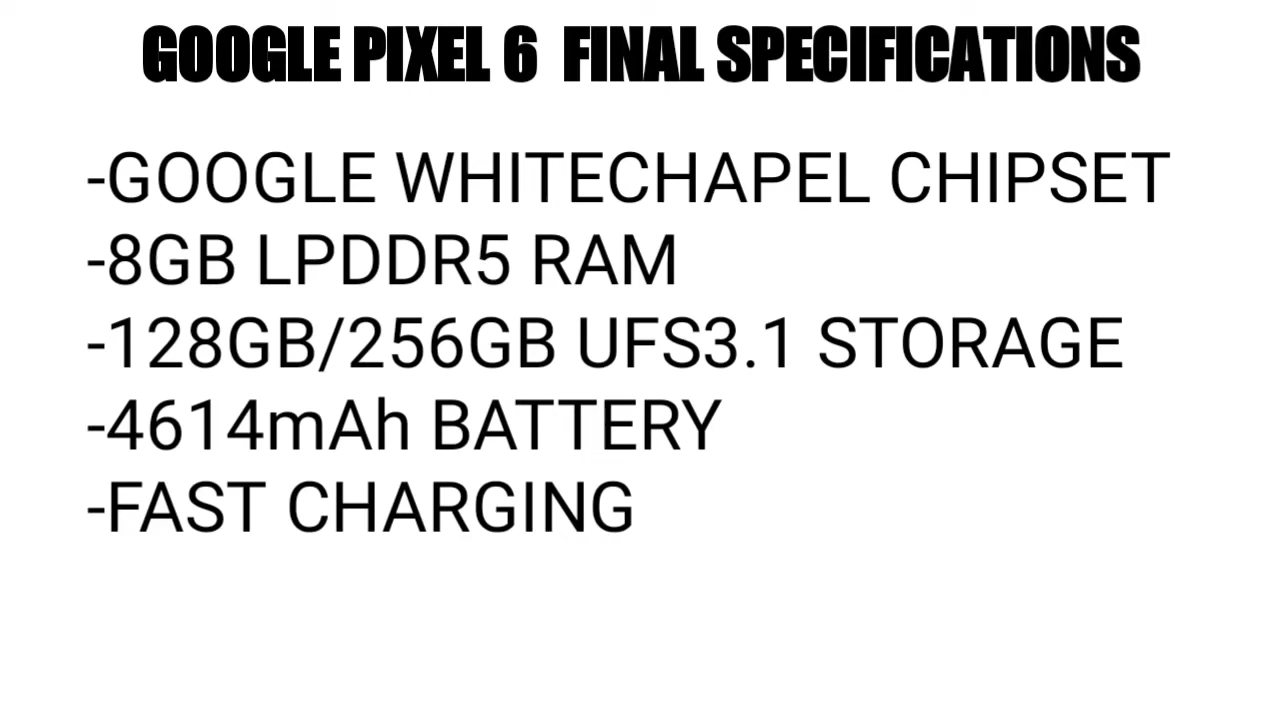 GOOGLE PIXEL 6 FINAL SPECIFICATIONS
-GOOGLE WHITECHAPEL CHIPSET
-8GB LPDDR5 RAM
-128GB/256GB UFS3.1 STORAGE
-4614mAh BATTERY
-FAST CHARGING